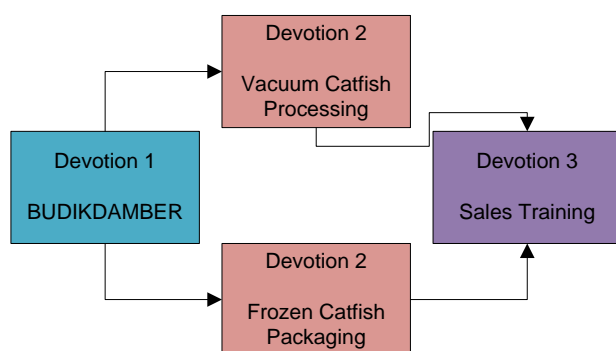 Devotion 2
Vacuum Catfish
Processing
Devotion 1
BUDIKDAMBER
Devotion 3
Sales Training
Devotion 2
Frozen Catfish
Packaging